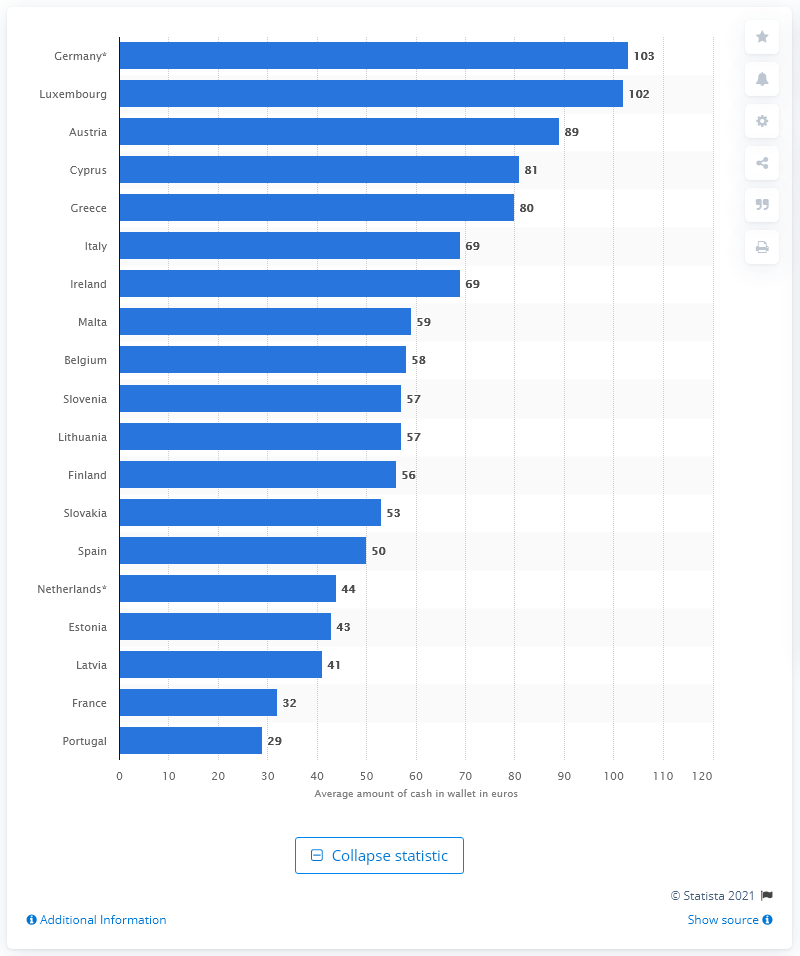 Germany* 103
Luxembourg 102
Austria 89
Cyprus 81
Greece 80
Italy 69
Ireland 69
Malta 59
Belgium 58
Slovenia 57
Lithuania 57
Finland 56
Slovakia 53
Spain 50
Netherlands* 44
Estonia 43
Latvia 41
France 32
Portugal 29
0 10 20 30 40 50 60 70 80 90 100 110 120
Average amount of cash in wallet in euros
Collapse statistic
© Statista 2021
Additional Information Show source